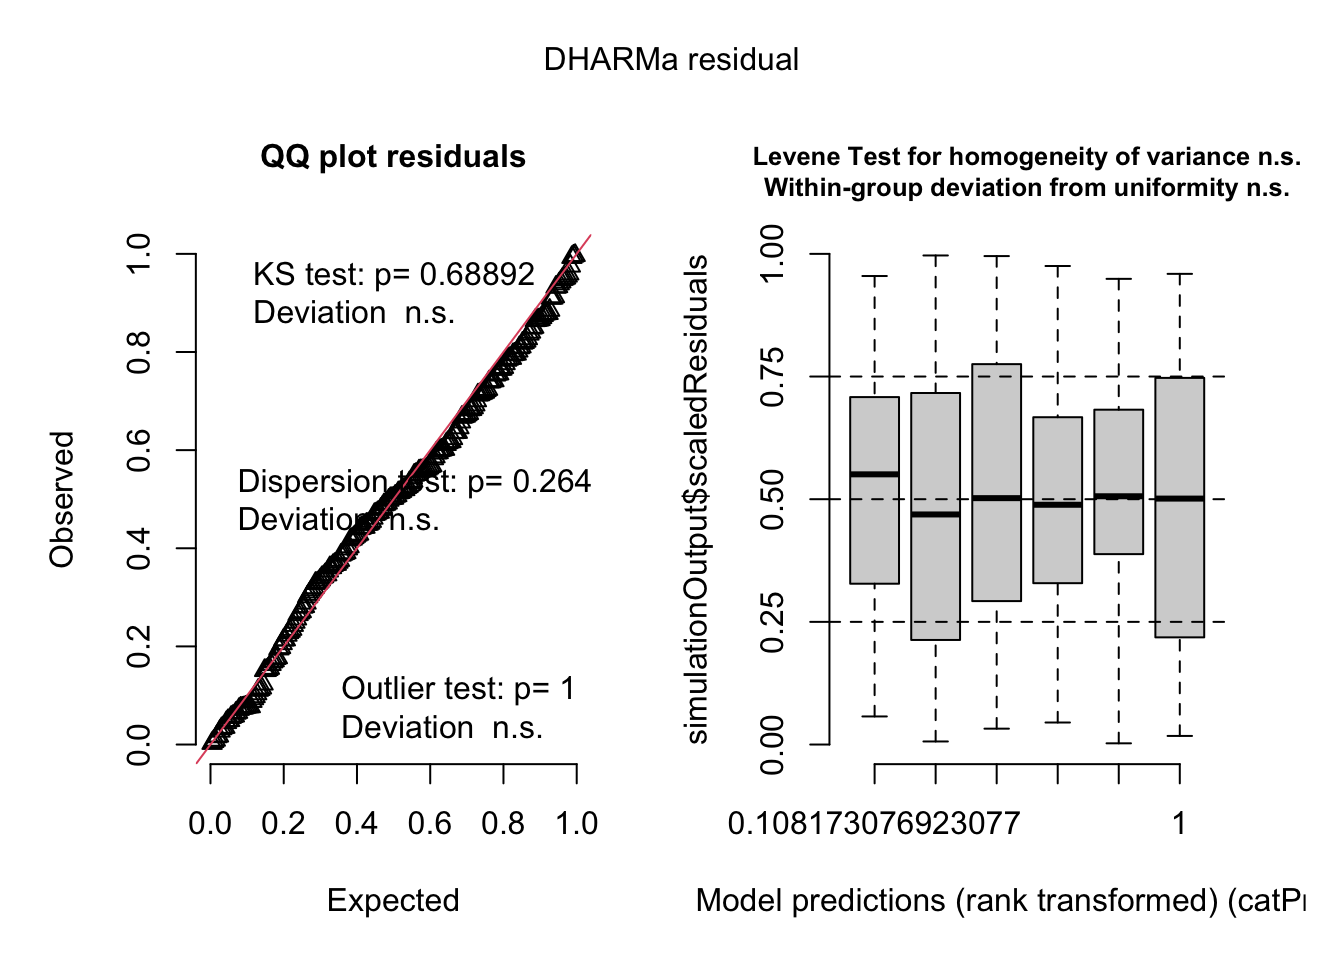 DHARMa residual
QQ plot residuals
KS test: p= 0.68892
Deviation  n.s.
Dispersion test: p= 0.264
Deviation  n.s.
Outlier test: p= 1
Deviation  n.s.
Observed
0.0
0.2
0.4
0.6
0.8
1.0
0.0 0.2 0.4 0.6 0.8 1.0
Expected
Levene Test for homogeneity of variance n.s.
Within-group deviation from uniformity n.s.
simulationOutput$scaledResiduals
0.00
0.25
0.50
0.75
1.00
0.108173076923077 1
Model predictions (rank transformed) (catP